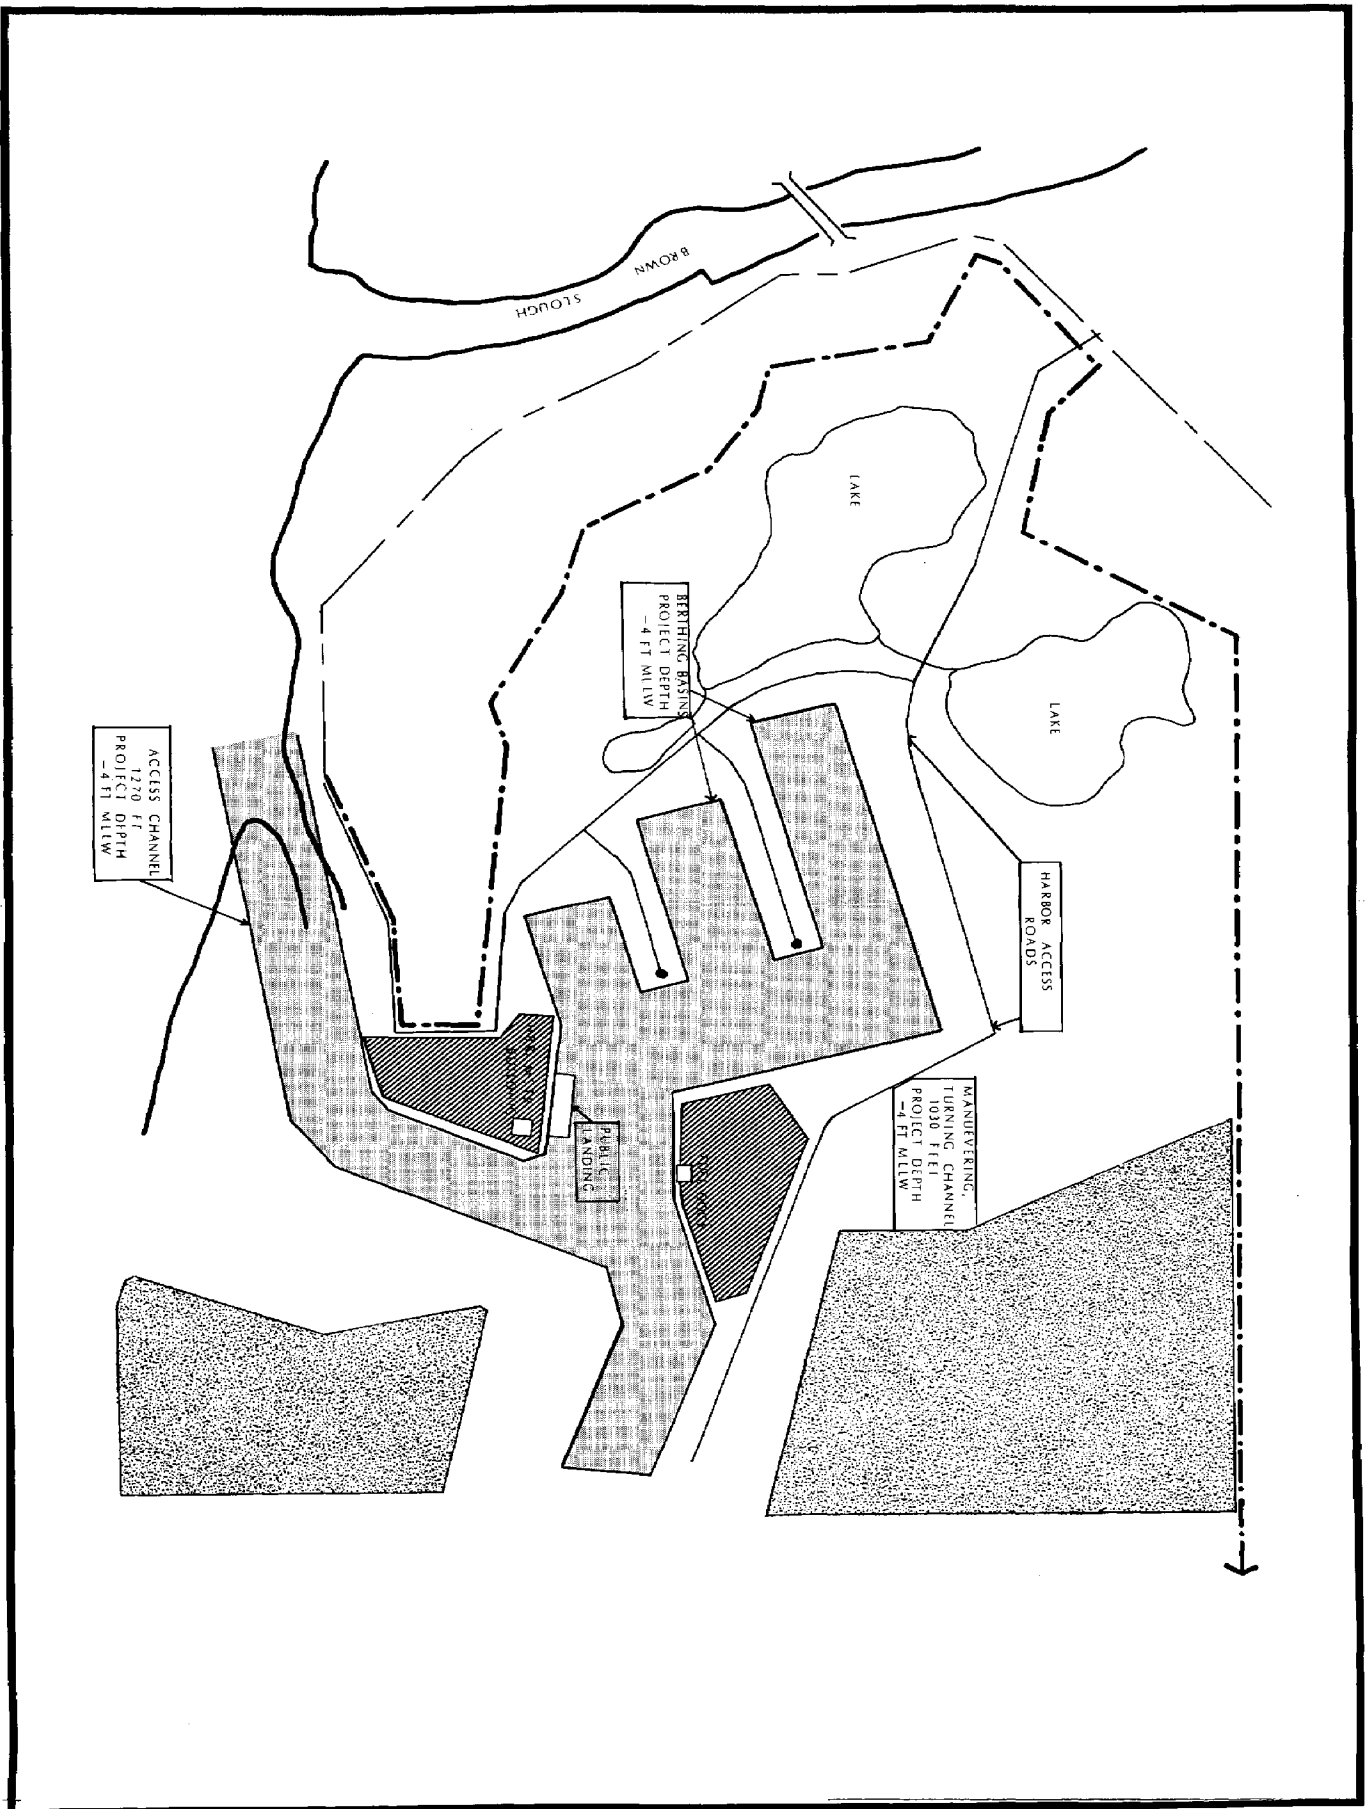 BROWN
SLOUGH
LAKE
LAKE
BERTHING BASINS
PROJECT DEPTH
-4 FT MLLW
HARBOR ACCESS
ROADS
ACCESS CHANNEL
1270 FT
PROJECT DEPTH
-4 FT MLLW
MANUEVERING,
TURNING CHANNEL
1030 FEET
PROJECT DEPTH
-4 FT MLLW
PUBLIC
LANDING